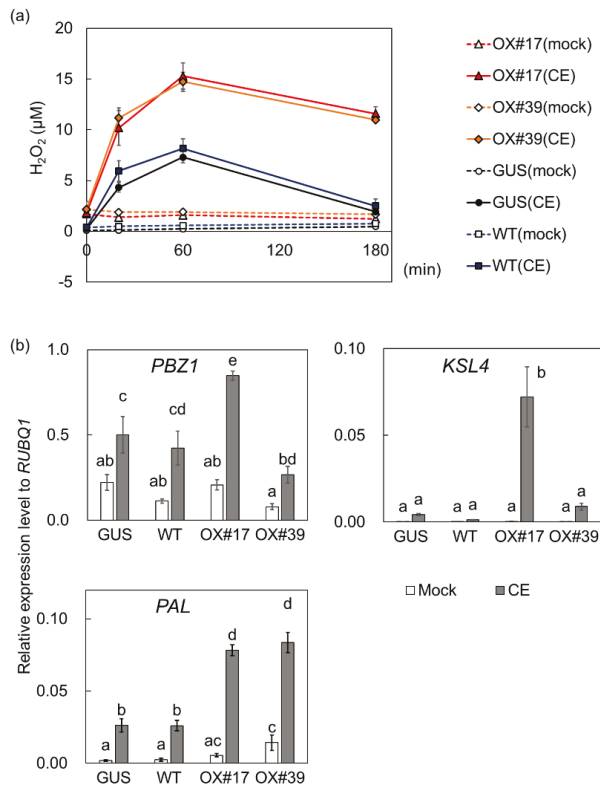 (a)
20
15
10
5
0
-5
H₂O₂ (μM)
0
60
120
180
(min)
OX#17(mock)
OX#17(CE)
OX#39(mock)
OX#39(CE)
GUS(mock)
GUS(CE)
WT(mock)
WT(CE)
(b)
Relative expression level to RUBQ1
PBZ1
1.0
0.5
0.0
ab
c
ab
cd
ab
e
a
bd
GUS WT OX#17 OX#39
KSL4
0.10
0.05
0.00
a
a
a
a
a
b
a
a
GUS WT OX#17 OX#39
Mock CE
PAL
0.10
0.05
0.00
a
b
a
b
ac
d
c
d
GUS WT OX#17 OX#39